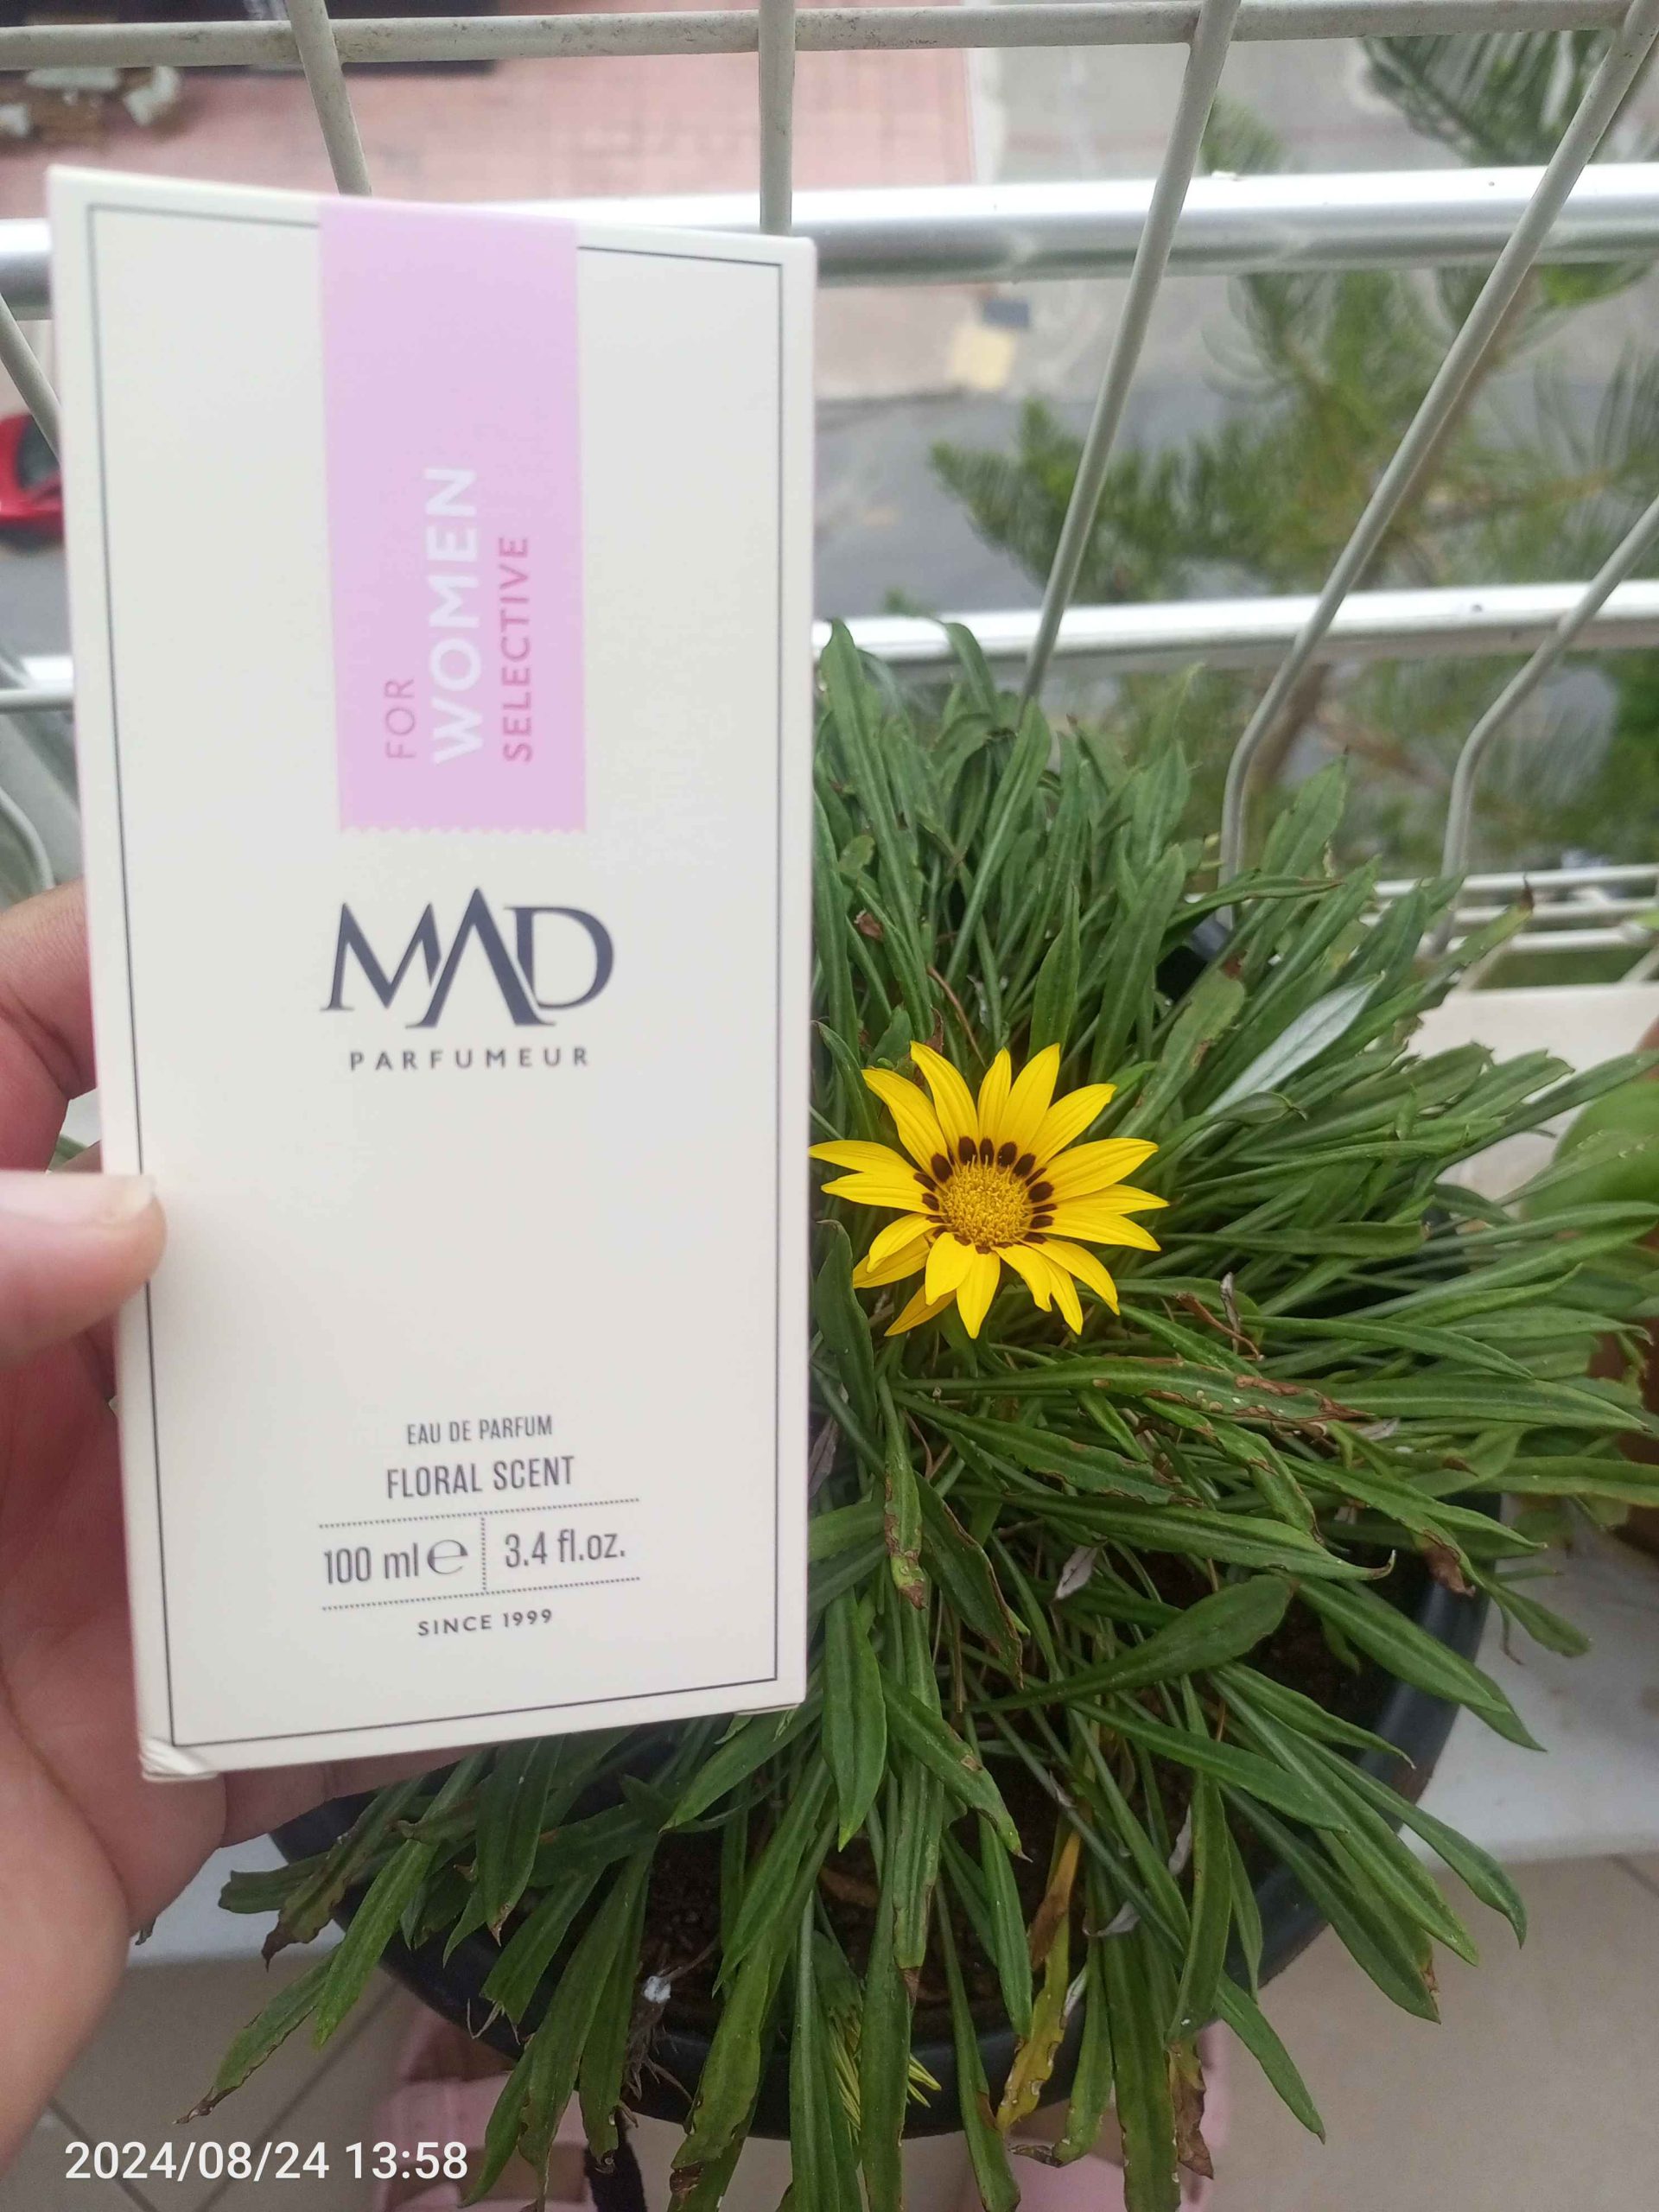 FOR
WOMEN
SELECTIVE
MAD
PARFUMEUR
EAU DE PARFUM
FLORAL SCENT
100 ml e 3.4 fl.oz.
SINCE 1999
2024/08/24 13:58